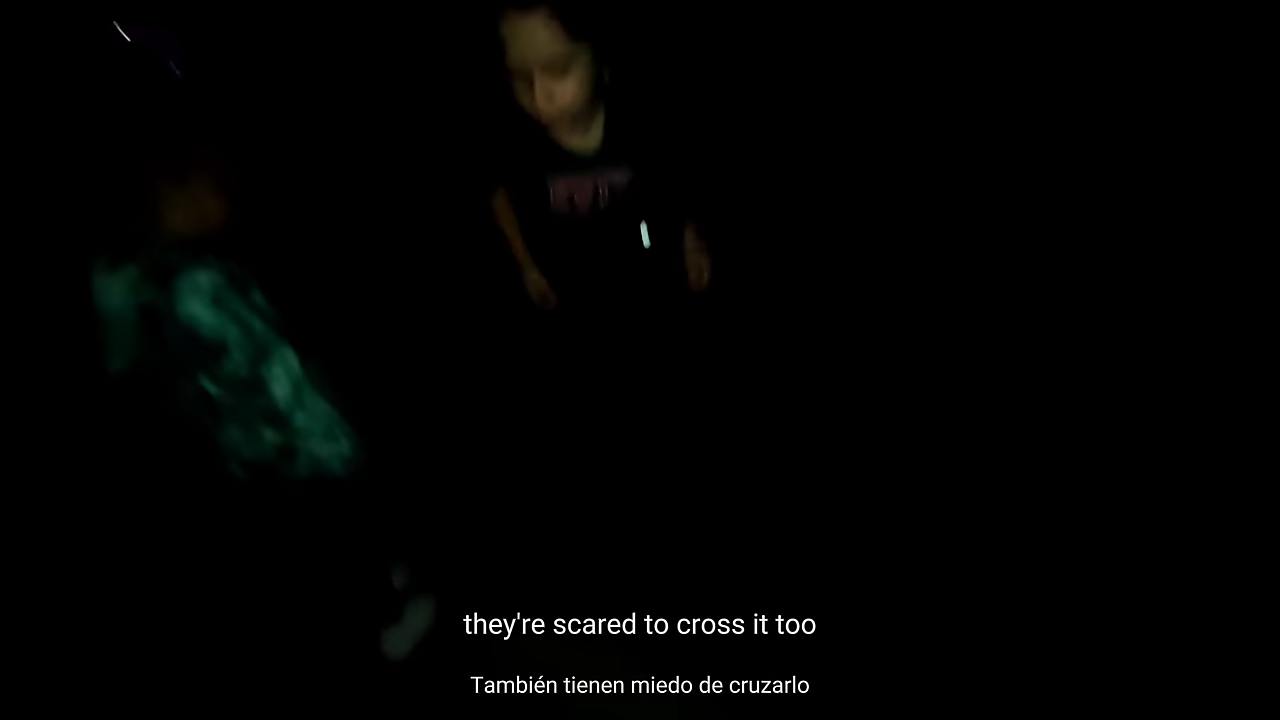 they're scared to cross it too
También tienen miedo de cruzarlo